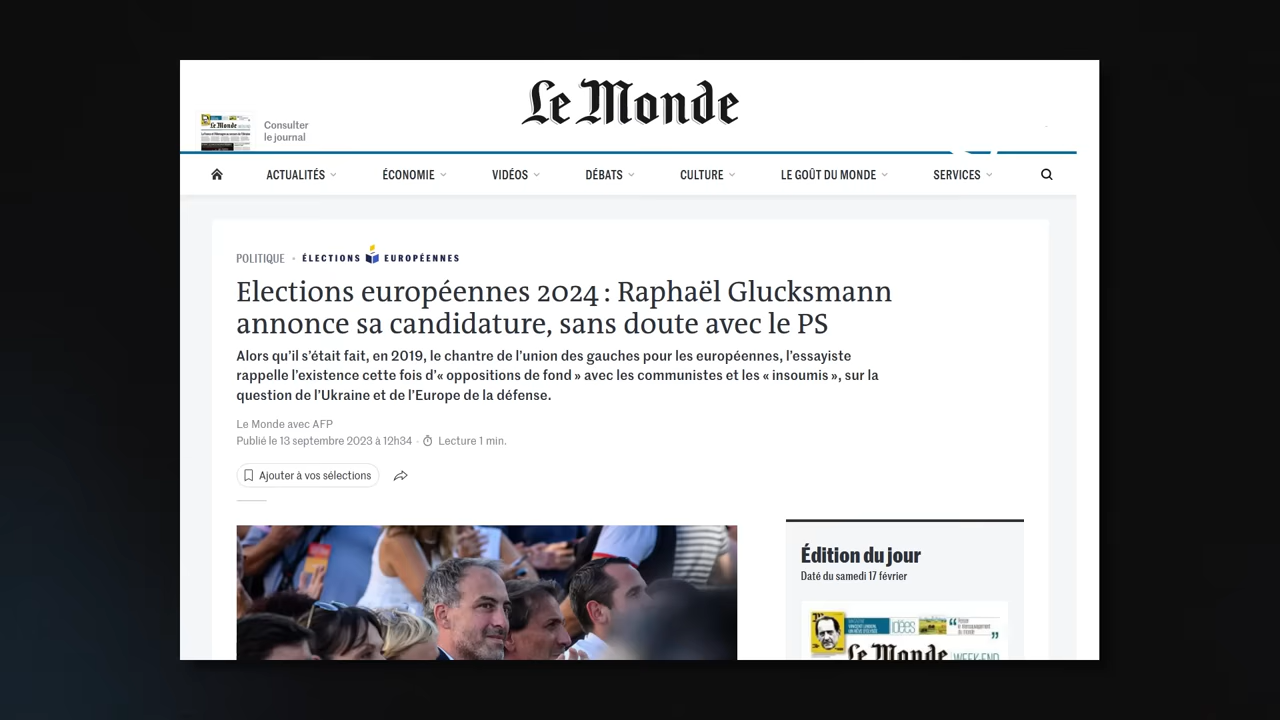 Le Monde
Consulter
le journal
ACTUALITÉS
ÉCONOMIE
VIDÉOS
DÉBATS
CULTURE
LE GOÛT DU MONDE
SERVICES
POLITIQUE • ÉLECTIONS EUROPÉENNES
Elections européennes 2024 : Raphaël Glucksmann
annonce sa candidature, sans doute avec le PS
Alors qu’il s’était fait, en 2019, le chantre de l’union des gauches pour les européennes, l’essayiste
rappelle l’existence cette fois d’« oppositions de fond » avec les communistes et les « insoumis », sur la
question de l’Ukraine et de l’Europe de la défense.
Le Monde avec AFP
Publié le 13 septembre 2023 à 12h34 · Lecture 1 min.
Ajouter à vos sélections
Édition du jour
Daté du samedi 17 février
idées
Le Monde
WEEK-END